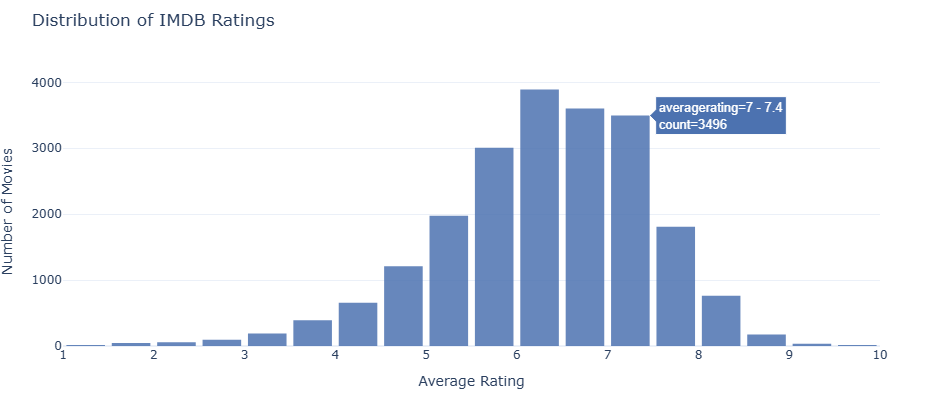 Distribution of IMDB Ratings
Number of Movies
4000
3000
2000
1000
0
averagerating=7 - 7.4
count=3496
1 2 3 4 5 6 7 8 9 10
Average Rating